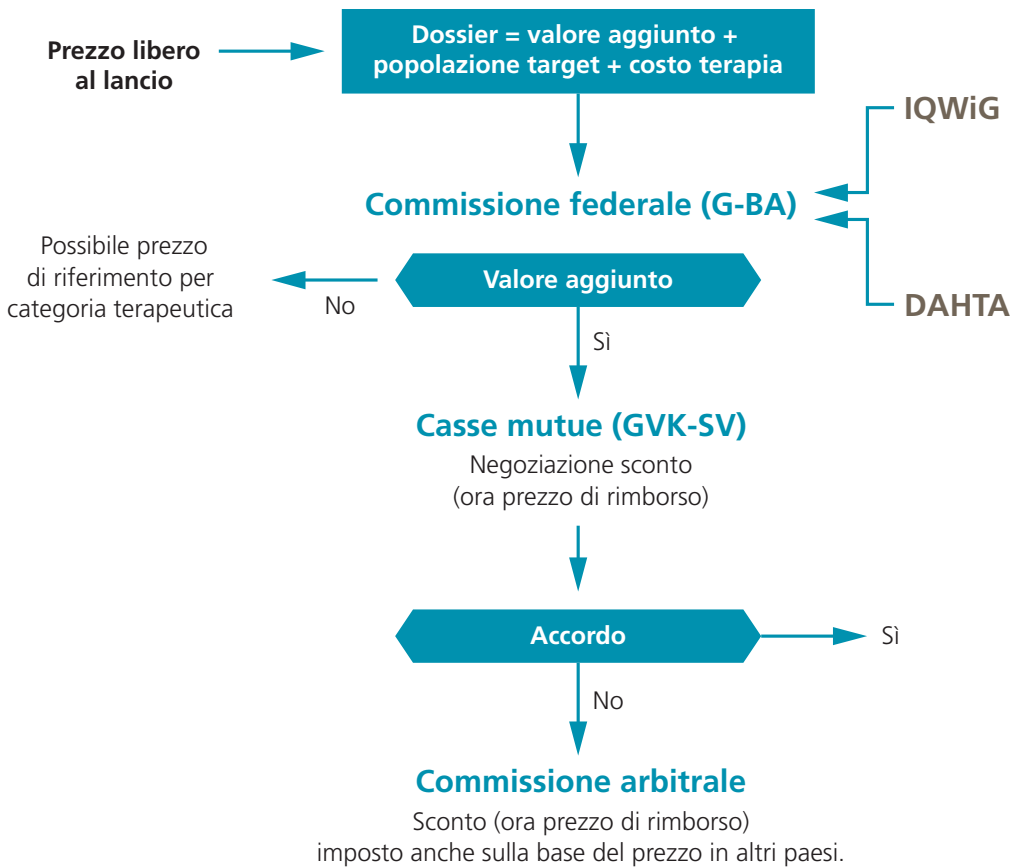 Prezzo libero
al lancio
Dossier = valore aggiunto +
popolazione target + costo terapia
IQWiG
Commissione federale (G-BA)
DAHTA
Possibile prezzo
di riferimento per
categoria terapeutica
No
Valore aggiunto
Sì
Casse mutue (GVK-SV)
Negoziazione sconto
(ora prezzo di rimborso)
Accordo
Sì
No
Commissione arbitrale
Sconto (ora prezzo di rimborso)
imposto anche sulla base del prezzo in altri paesi.